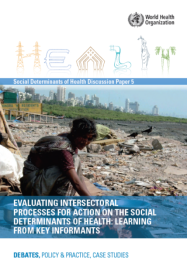 World Health
Organization
HEALTHY
Social Determinants of Health Discussion Paper 5
EVALUATING INTERSECTORAL
PROCESSES FOR ACTION ON THE SOCIAL
DETERMINANTS OF HEALTH: LEARNING
FROM KEY INFORMANTS
DEBATES, POLICY & PRACTICE, CASE STUDIES